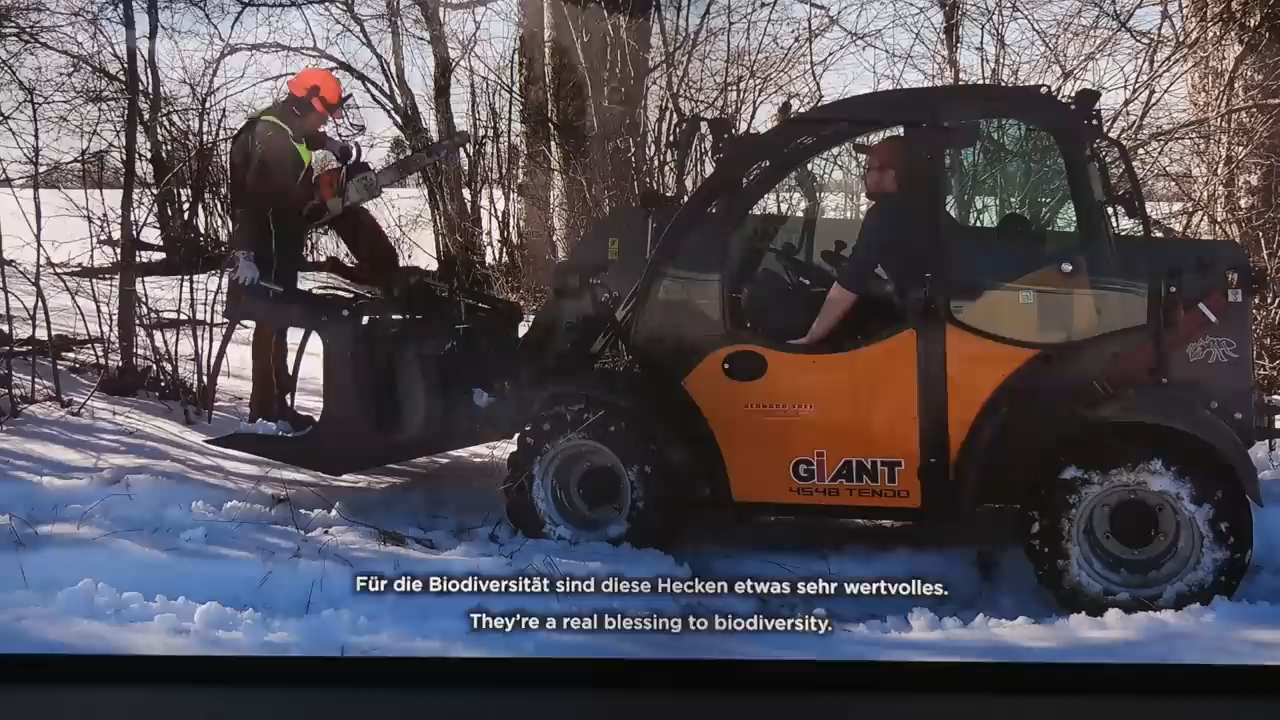 GiANT
4548 TENDO
Für die Biodiversität sind diese Hecken etwas sehr wertvolles.
They're a real blessing to biodiversity.